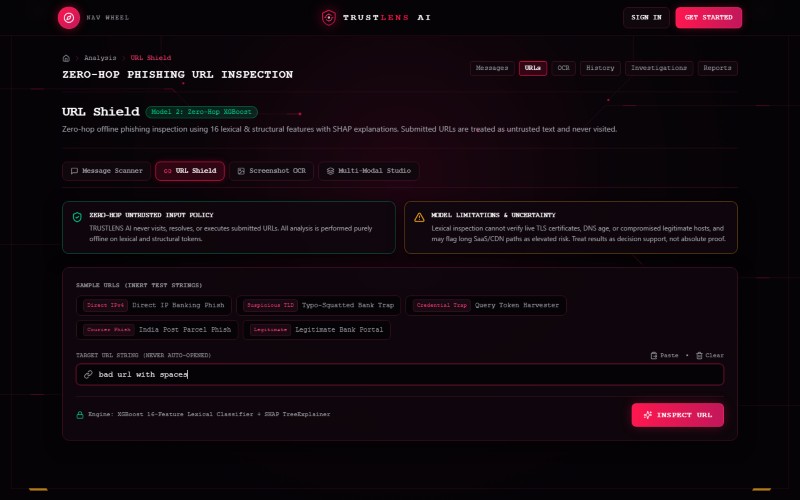 NAV WHEEL
TRUSTLENS AI
SIGN IN
GET STARTED
Analysis
URL Shield
ZERO-HOP PHISHING URL INSPECTION
Messages
URLs
OCR
History
Investigations
Reports
URL Shield
Model 2: Zero-Hop XGBoost
Zero-hop offline phishing inspection using 16 lexical & structural features with SHAP explanations. Submitted URLs are treated as untrusted text and never visited.
Message Scanner
URL Shield
Screenshot OCR
Multi-Modal Studio
ZERO-HOP UNTRUSTED INPUT POLICY
TRUSTLENS AI never visits, resolves, or executes submitted URLs. All analysis is performed purely
offline on lexical and structural tokens.
MODEL LIMITATIONS & UNCERTAINTY
Lexical inspection cannot verify live TLS certificates, DNS age, or compromised legitimate hosts, and
may flag long SaaS/CDN paths as elevated risk. Treat results as decision support, not absolute proof.
SAMPLE URLS (INERT TEST STRINGS)
Direct IPv4 Direct IP Banking Phish
Suspicious TLD Typo-Squatted Bank Trap
Credential Trap Query Token Harvester
Courier Phish India Post Parcel Phish
Legitimate Legitimate Bank Portal
TARGET URL STRING (NEVER AUTO-OPENED)
Paste • Clear
bad url with spaces
Engine: XGBoost 16-Feature Lexical Classifier + SHAP TreeExplainer
INSPECT URL